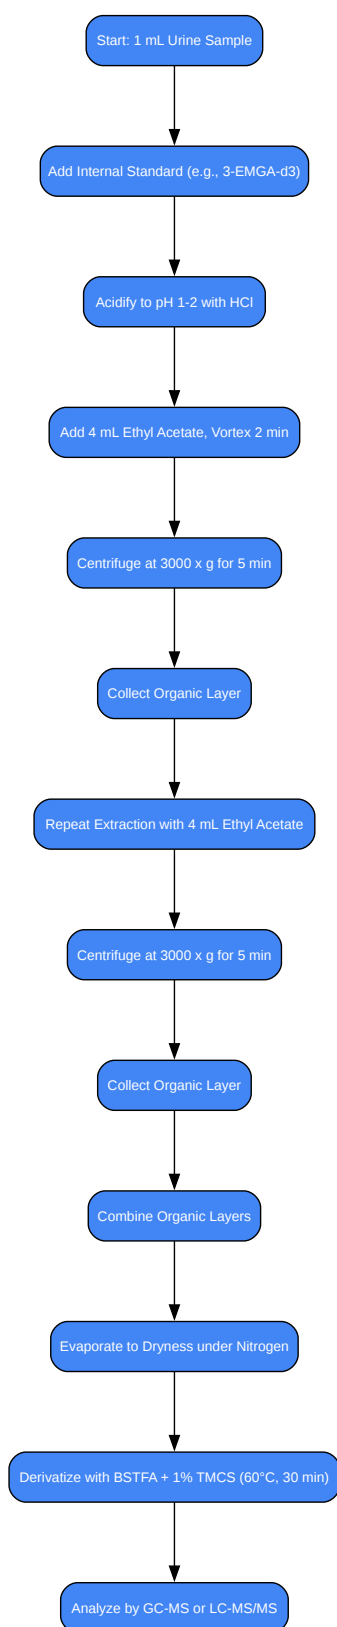 Start: 1 mL Urine Sample
Add Internal Standard (e.g., 3-EMGA-d3)
Acidify to pH 1-2 with HCl
Add 4 mL Ethyl Acetate, Vortex 2 min
Centrifuge at 3000 x g for 5 min
Collect Organic Layer
Repeat Extraction with 4 mL Ethyl Acetate
Centrifuge at 3000 x g for 5 min
Collect Organic Layer
Combine Organic Layers
Evaporate to Dryness under Nitrogen
Derivatize with BSTFA + 1% TMCS (60°C, 30 min)
Analyze by GC-MS or LC-MS/MS